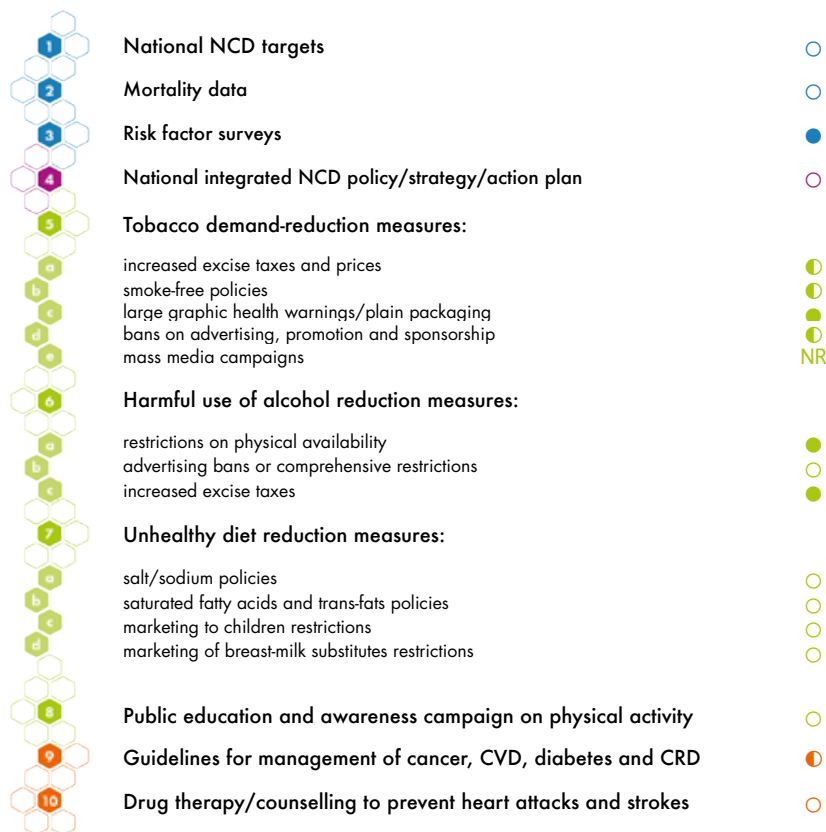 1 National NCD targets
2 Mortality data
3 Risk factor surveys
4 National integrated NCD policy/strategy/action plan
5 Tobacco demand-reduction measures:
a increased excise taxes and prices
b smoke-free policies
c large graphic health warnings/plain packaging
d bans on advertising, promotion and sponsorship
e mass media campaigns NR
6 Harmful use of alcohol reduction measures:
a restrictions on physical availability
b advertising bans or comprehensive restrictions
c increased excise taxes
7 Unhealthy diet reduction measures:
a salt/sodium policies
b saturated fatty acids and trans-fats policies
c marketing to children restrictions
d marketing of breast-milk substitutes restrictions
8 Public education and awareness campaign on physical activity
9 Guidelines for management of cancer, CVD, diabetes and CRD
10 Drug therapy/counselling to prevent heart attacks and strokes